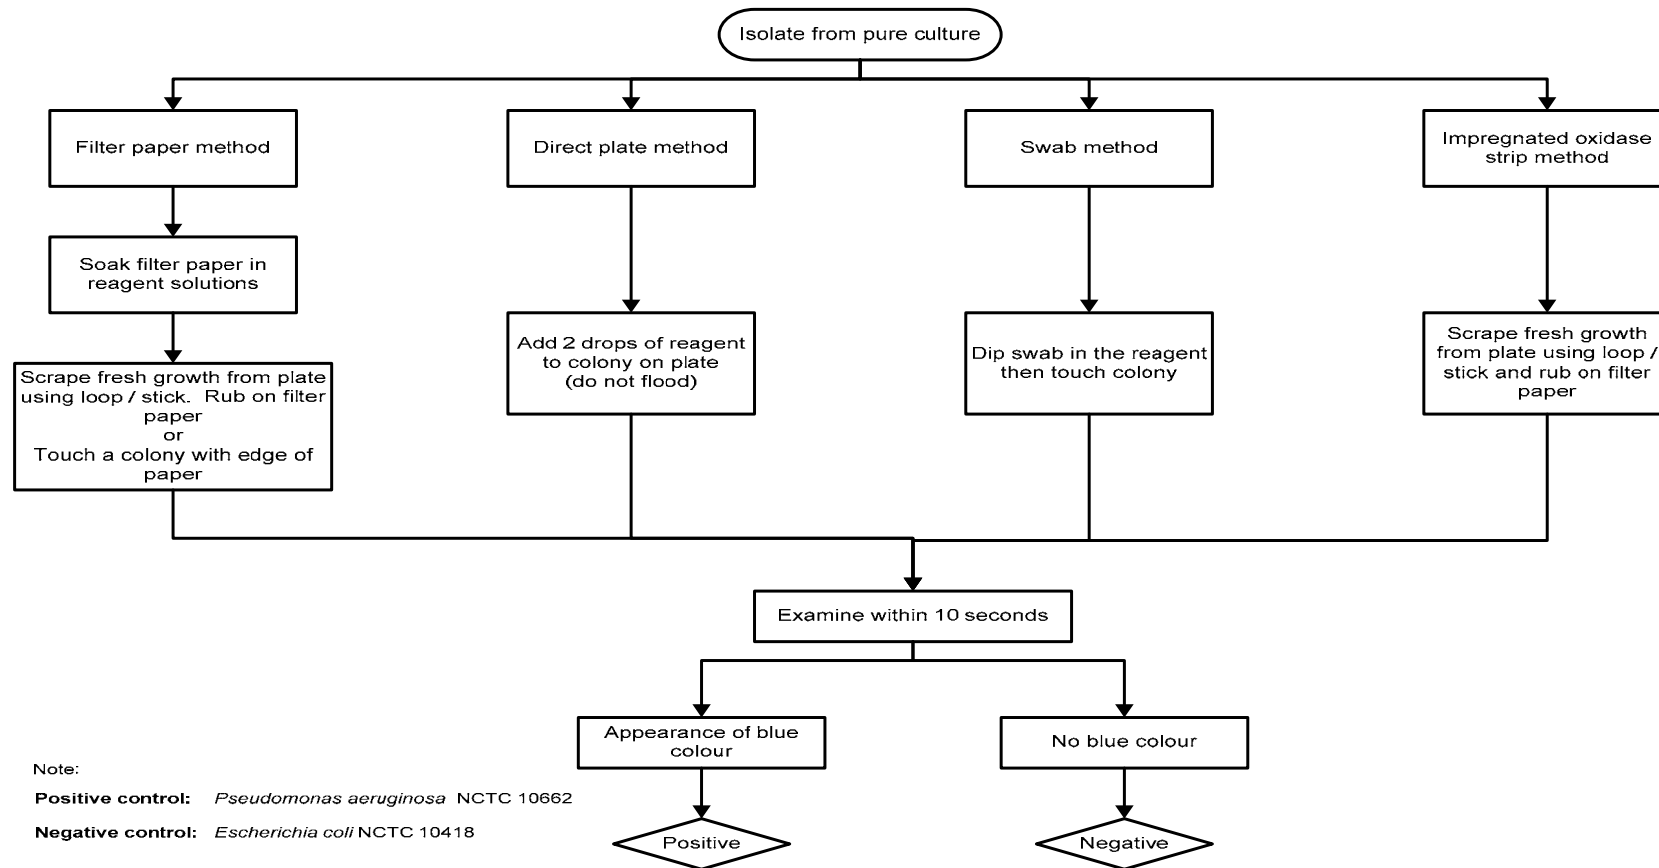 Isolate from pure culture
Filter paper method
Direct plate method
Swab method
Impregnated oxidase
strip method
Soak filter paper in
reagent solutions
Scrape fresh growth from plate
using loop / stick.  Rub on filter
paper
or
Touch a colony with edge of
paper
Add 2 drops of reagent
to colony on plate
(do not flood)
Dip swab in the reagent
then touch colony
Scrape fresh growth
from plate using loop /
stick and rub on filter
paper
Examine within 10 seconds
Appearance of blue
colour
No blue colour
Positive
Negative
Note:
Positive control: Pseudomonas aeruginosa NCTC 10662
Negative control: Escherichia coli NCTC 10418